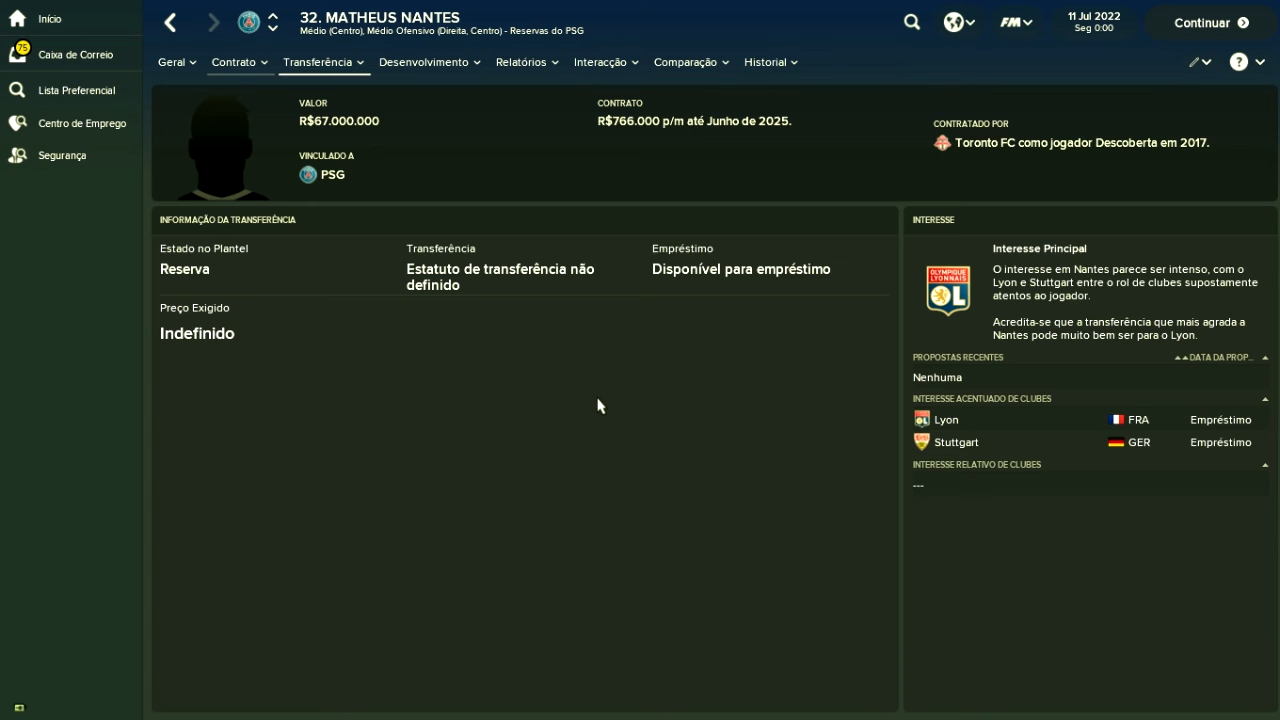 Início
75
Caixa de Correio
Lista Preferencial
Centro de Emprego
Segurança
32. MATHEUS NANTES
Médio (Centro), Médio Ofensivo (Direita, Centro) - Reservas do PSG
FM
11 Jul 2022
Seg 0:00
Continuar
Geral
Contrato
Transferência
Desenvolvimento
Relatórios
Interacção
Comparação
Historial
?
VALOR
R$67.000.000
VINCULADO A
PSG
CONTRATO
R$766.000 p/m até Junho de 2025.
CONTRATADO POR
Toronto FC como jogador Descoberta em 2017.
INFORMAÇÃO DA TRANSFERÊNCIA
Estado no Plantel
Reserva
Transferência
Estatuto de transferência não
definido
Empréstimo
Disponível para empréstimo
Preço Exigido
Indefinido
INTERESSE
OLYMPIQUE
LYONNAIS
OL
Interesse Principal
O interesse em Nantes parece ser intenso, com o
Lyon e Stuttgart entre o rol de clubes supostamente
atentos ao jogador.
Acredita-se que a transferência que mais agrada a
Nantes pode muito bem ser para o Lyon.
PROPOSTAS RECENTES DATA DA PROP...
Nenhuma
INTERESSE ACENTUADO DE CLUBES
Lyon FRA Empréstimo
Stuttgart GER Empréstimo
INTERESSE RELATIVO DE CLUBES
---